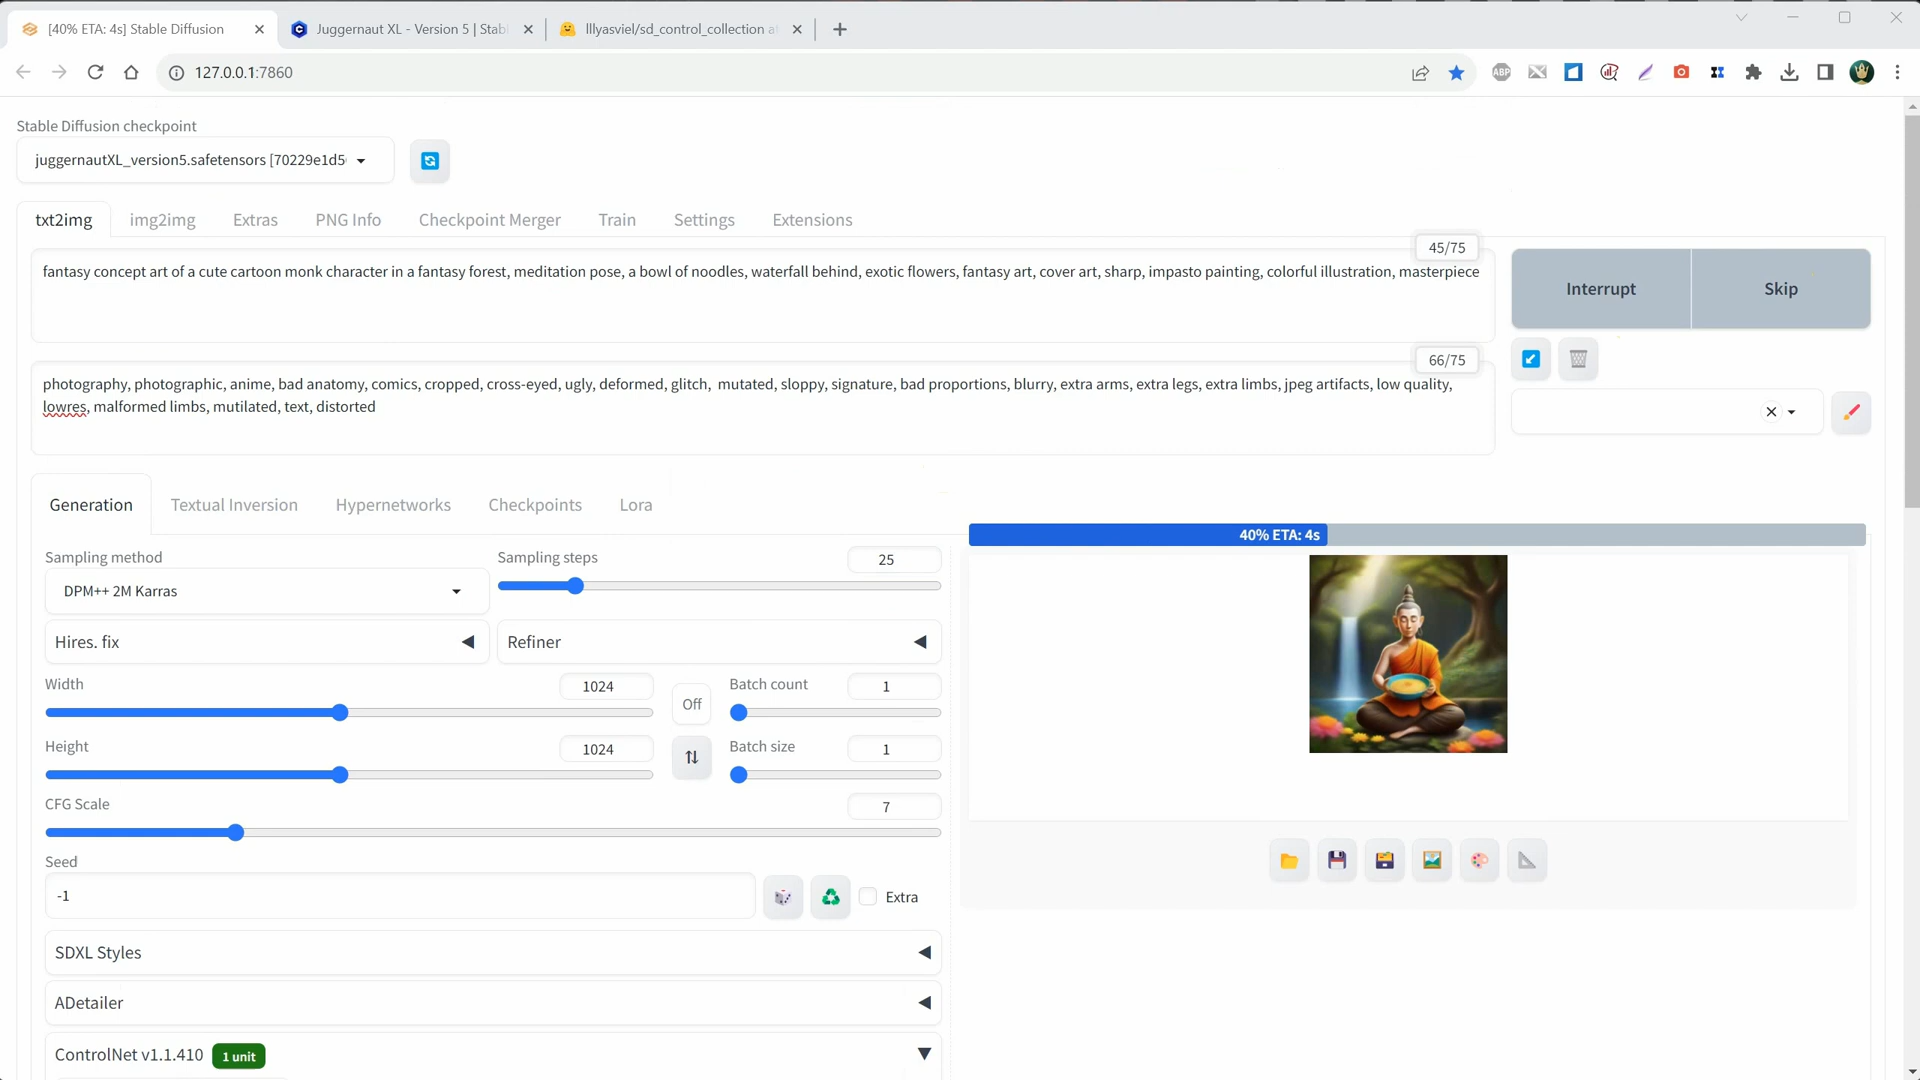 [40% ETA: 4s] Stable Diffusion
Juggernaut XL - Version 5 | Stabl
lllyasviel/sd_control_collection at
127.0.0.1:7860
ABP
Stable Diffusion checkpoint
juggernautXL_version5.safetensors [70229e1d5
txt2img
img2img
Extras
PNG Info
Checkpoint Merger
Train
Settings
Extensions
45/75
fantasy concept art of a cute cartoon monk character in a fantasy forest, meditation pose, a bowl of noodles, waterfall behind, exotic flowers, fantasy art, cover art, sharp, impasto painting, colorful illustration, masterpiece
Interrupt
Skip
66/75
photography, photographic, anime, bad anatomy, comics, cropped, cross-eyed, ugly, deformed, glitch, mutated, sloppy, signature, bad proportions, blurry, extra arms, extra legs, extra limbs, jpeg artifacts, low quality,
lowres, malformed limbs, mutilated, text, distorted
Generation
Textual Inversion
Hypernetworks
Checkpoints
Lora
40% ETA: 4s
Sampling method
Sampling steps
25
DPM++ 2M Karras
Hires. fix
Refiner
Width
1024
Off
Batch count
1
Height
1024
Batch size
1
CFG Scale
7
Seed
-1
Extra
SDXL Styles
ADetailer
ControlNet v1.1.410
1 unit